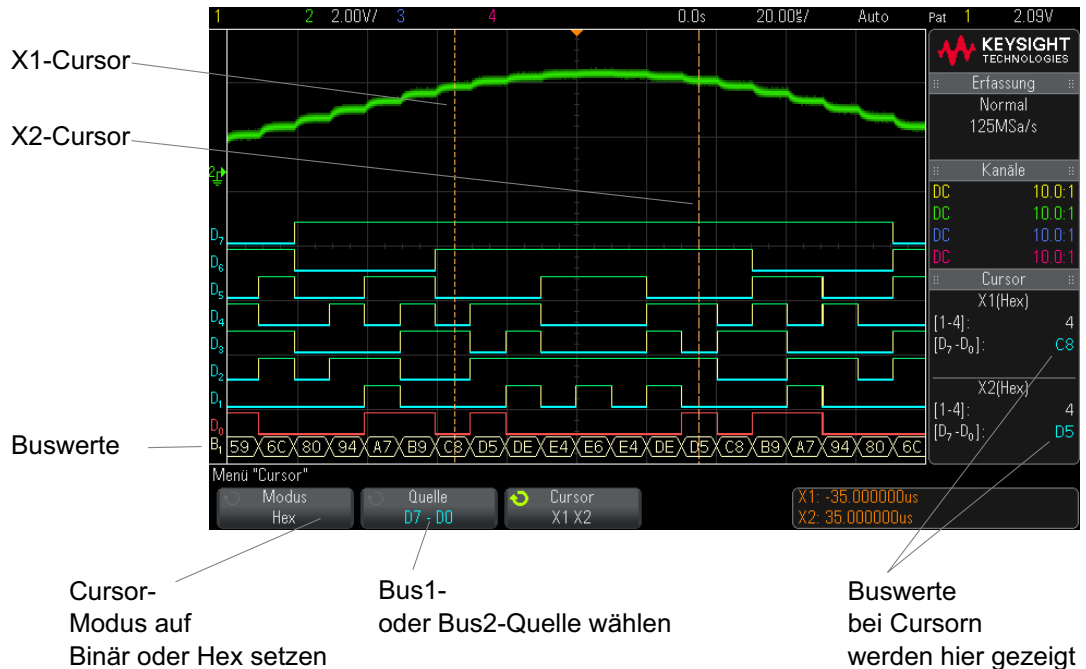 1 2 2.00V/ 3 4 0.0s 20.00µ/ Auto Pat 1 2.09V
KEYSIGHT
TECHNOLOGIES
Erfassung
Normal
125MSa/s
Kanäle
DC 10.0:1
DC 10.0:1
DC 10.0:1
DC 10.0:1
Cursor
X1(Hex)
[1-4]: 4
[D7-D0]: C8
X2(Hex)
[1-4]: 4
[D7-D0]: D5
X1-Cursor
X2-Cursor
2
D7
D6
D5
D4
D3
D2
D1
D0
Buswerte
B1 59 6C 80 94 A7 B9 C8 D5 DE E4 E6 E4 DE D5 C8 B9 A7 94 80 6C
Menü "Cursor"
Modus
Hex
Quelle
D7 - D0
Cursor
X1 X2
X1: -35.000000us
X2: 35.000000us
Cursor-
Modus auf
Binär oder Hex setzen
Bus1-
oder Bus2-Quelle wählen
Buswerte
bei Cursorn
werden hier gezeigt